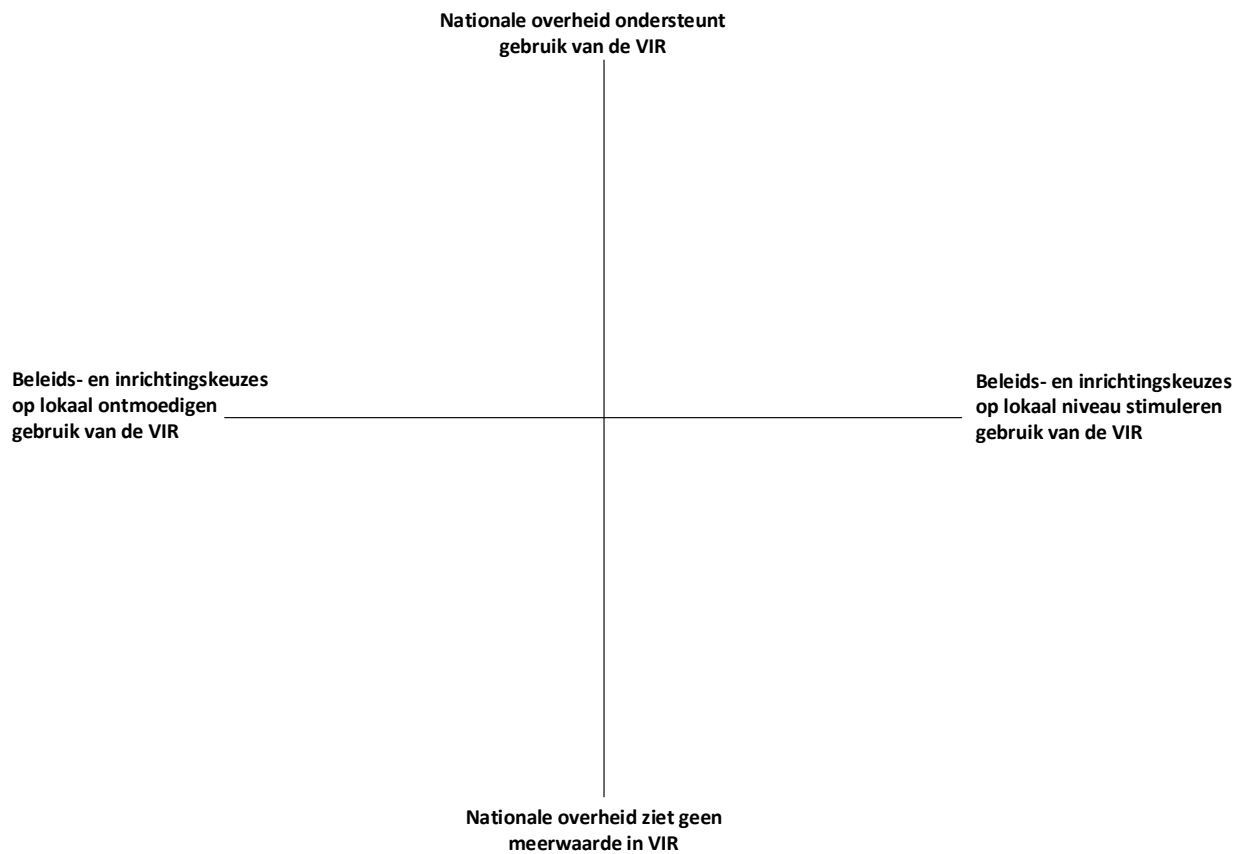 Nationale overheid ondersteunt
gebruik van de VIR
Beleids- en inrichtingskeuzes
op lokaal ontmoedigen
gebruik van de VIR
Beleids- en inrichtingskeuzes
op lokaal niveau stimuleren
gebruik van de VIR
Nationale overheid ziet geen
meerwaarde in VIR